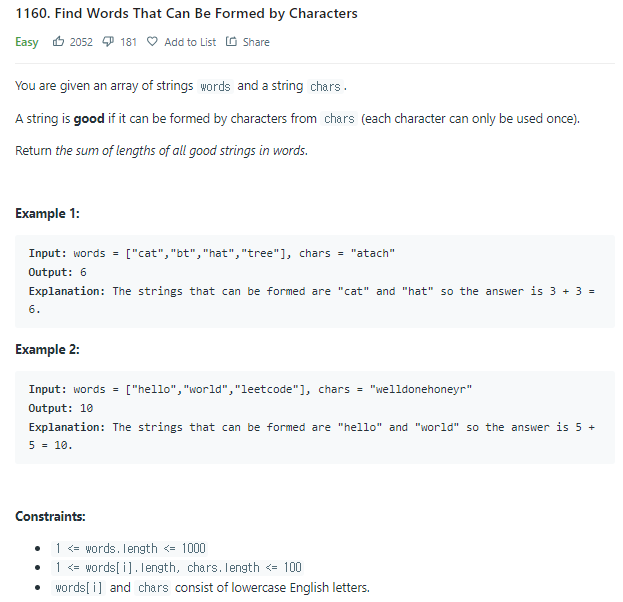 1160. Find Words That Can Be Formed by Characters
Easy 2052 181 Add to List Share
You are given an array of strings words and a string chars.
A string is good if it can be formed by characters from chars (each character can only be used once).
Return the sum of lengths of all good strings in words.
Example 1:
Input: words = ["cat","bt","hat","tree"], chars = "atach"
Output: 6
Explanation: The strings that can be formed are "cat" and "hat" so the answer is 3 + 3 =
6.
Example 2:
Input: words = ["hello","world","leetcode"], chars = "welldonehoneyr"
Output: 10
Explanation: The strings that can be formed are "hello" and "world" so the answer is 5 +
5 = 10.
Constraints:
• 1 <= words.length <= 1000
• 1 <= words[i].length, chars.length <= 100
• words[i] and chars consist of lowercase English letters.